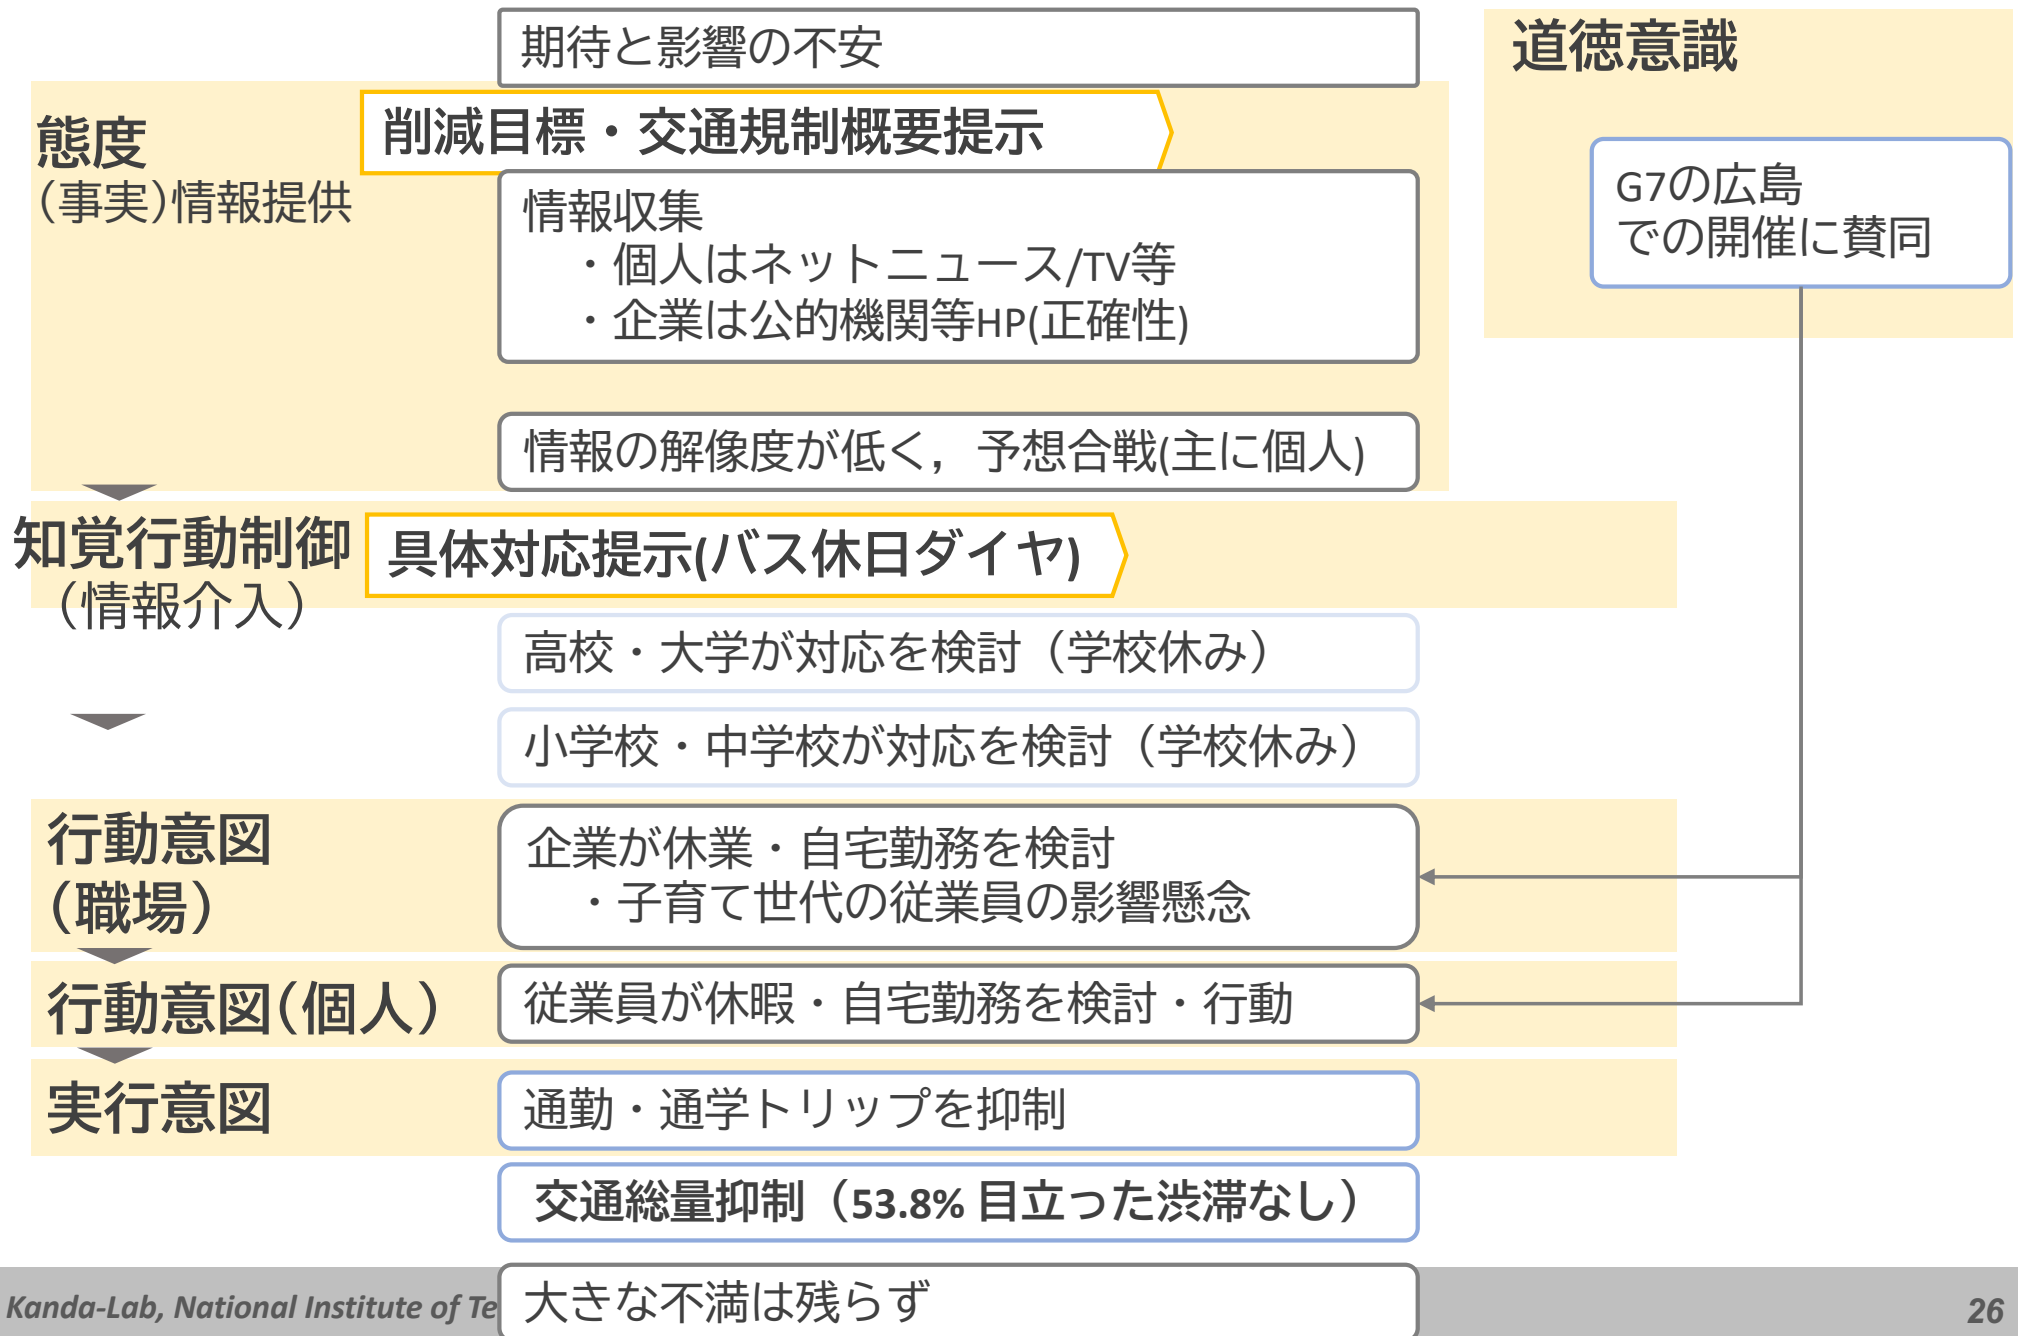 期待と影響の不安
道徳意識
態度
（事実）情報提供
削減目標・交通規制概要提示
情報収集
・個人はネットニュース/TV等
・企業は公的機関等HP(正確性)
G7の広島
での開催に賛同
情報の解像度が低く，予想合戦(主に個人)
知覚行動制御
（情報介入）
具体対応提示(バス休日ダイヤ)
高校・大学が対応を検討（学校休み）
小学校・中学校が対応を検討（学校休み）
行動意図
（職場）
企業が休業・自宅勤務を検討
・子育て世代の従業員の影響懸念
行動意図（個人）
従業員が休暇・自宅勤務を検討・行動
実行意図
通勤・通学トリップを抑制
交通総量抑制（53.8% 目立った渋滞なし）
大きな不満は残らず
Kanda-Lab, National Institute of Te
26